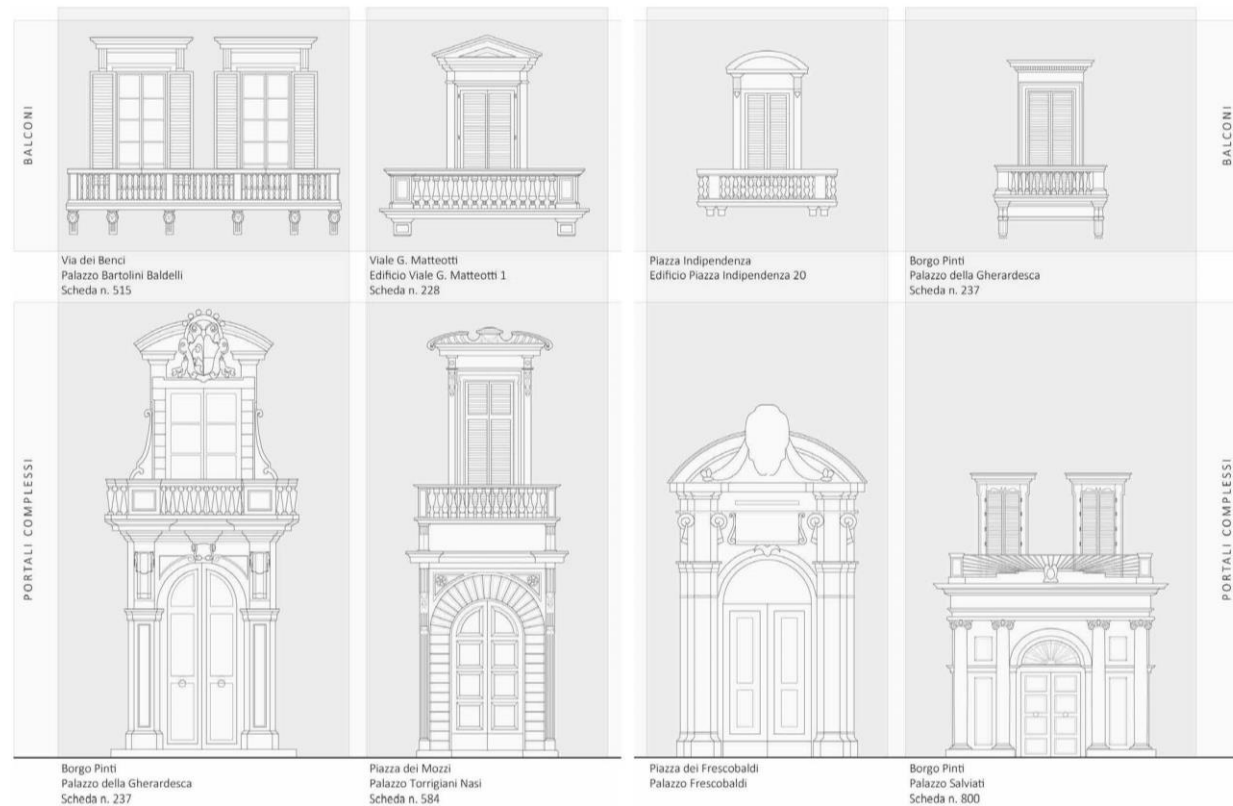 BALCONI
Via dei Benci
Palazzo Bartolini Baldelli
Scheda n. 515
Viale G. Matteotti
Edificio Viale G. Matteotti 1
Scheda n. 228
Piazza Indipendenza
Edificio Piazza Indipendenza 20
Borgo Pinti
Palazzo della Gherardesca
Scheda n. 237
BALCONI
PORTALI COMPLESSI
Borgo Pinti
Palazzo della Gherardesca
Scheda n. 237
Piazza dei Mozzi
Palazzo Torrigiani Nasi
Scheda n. 584
Piazza dei Frescobaldi
Palazzo Frescobaldi
Borgo Pinti
Palazzo Salviati
Scheda n. 800
PORTALI COMPLESSI